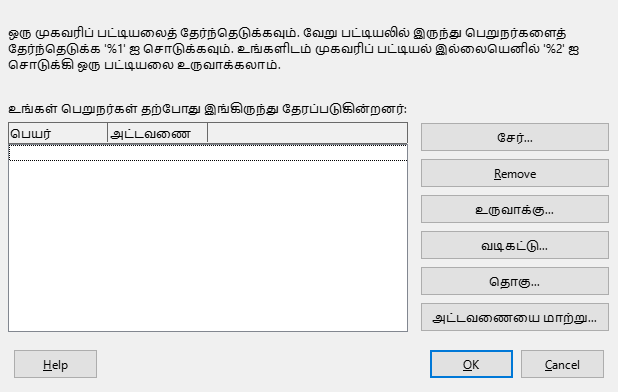 ஒரு முகவரிப் பட்டியலைத் தேர்ந்தெடுக்கவும். வேறு பட்டியலில் இருந்து பெறுநர்களைத்
தேர்ந்தெடுக்க '%1' ஐ சொடுக்கவும். உங்களிடம் முகவரிப் பட்டியல் இல்லையெனில் '%2' ஐ
சொடுக்கி ஒரு பட்டியலை உருவாக்கலாம்.
உங்கள் பெறுநர்கள் தற்போது இங்கிருந்து தேரப்படுகின்றனர்:
பெயர் அட்டவணை
சேர்...
Remove
உருவாக்கு...
வடிகட்டு...
தொகு...
அட்டவணையை மாற்று...
Help OK Cancel